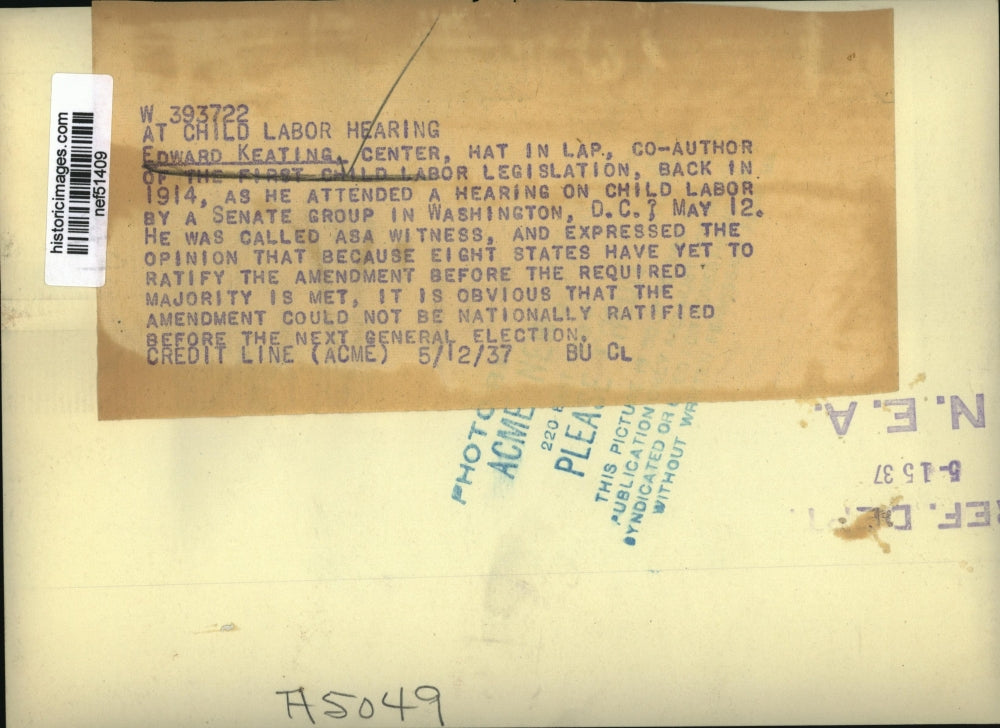 historicimages.com
nef51409
W 393722
AT CHILD LABOR HEARING
EDWARD KEATING, CENTER, HAT IN LAP, CO-AUTHOR
OF THE FIRST CHILD LABOR LEGISLATION, BACK IN
1914, AS HE ATTENDED A HEARING ON CHILD LABOR
BY A SENATE GROUP IN WASHINGTON, D.C.; MAY 12.
HE WAS CALLED ASA WITNESS, AND EXPRESSED THE
OPINION THAT BECAUSE EIGHT STATES HAVE YET TO
RATIFY THE AMENDMENT BEFORE THE REQUIRED
MAJORITY IS MET, IT IS OBVIOUS THAT THE
AMENDMENT COULD NOT BE NATIONALLY RATIFIED
BEFORE THE NEXT GENERAL ELECTION.
CREDIT LINE (ACME) 5/12/37 BU CL
PHOTO
ACME
220
PLEA
THIS PICTU
PUBLICATION
SYNDICATED OR
WITHOUT WR
N.E.A.
5-15 37
EF. DEPT.
A5049